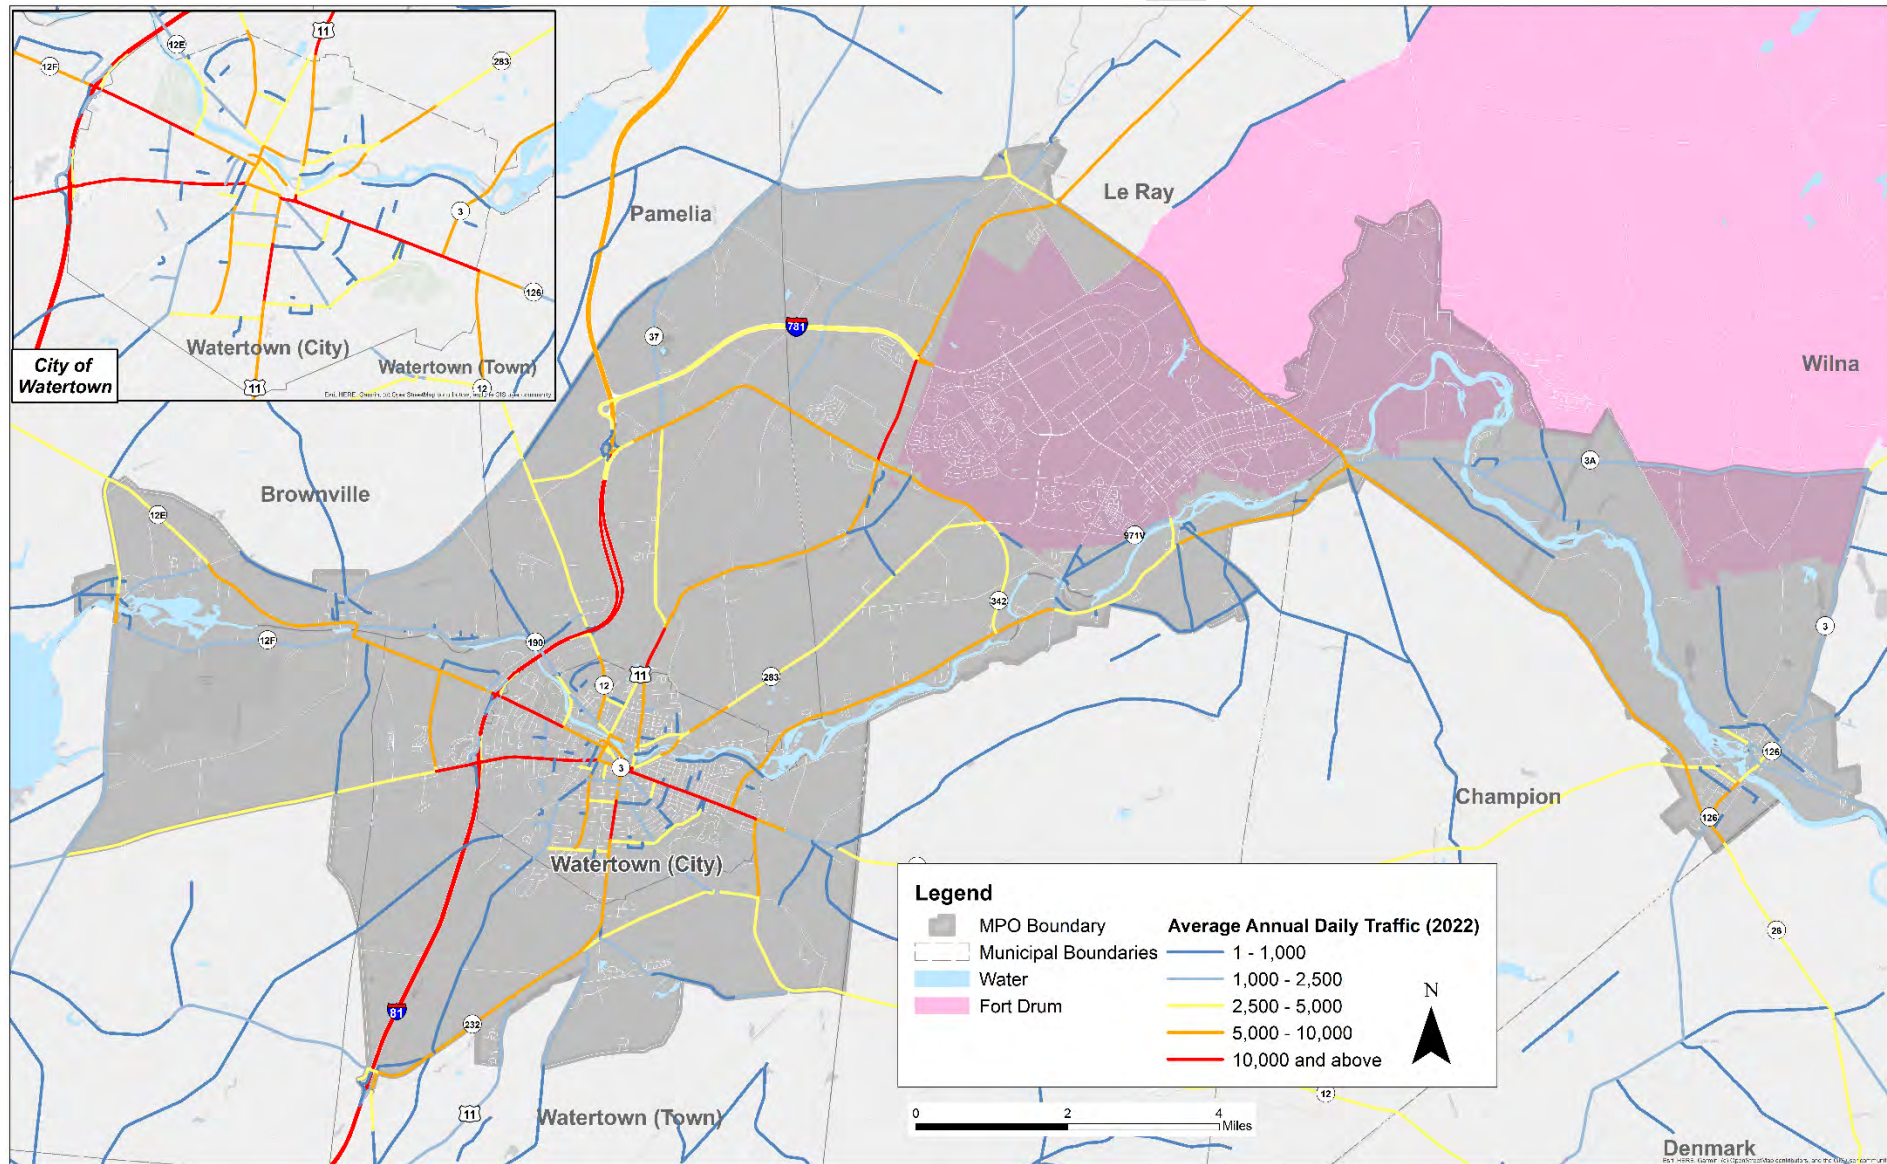 11
12E
12F
283
3
126
Watertown (City)
Watertown (Town)
11
12
City of
Watertown
Pamelia
Le Ray
781
37
Wilna
Brownville
3A
12E
971V
342
12F
190
3
11
12
283
126
3
Champion
126
Watertown (City)
26
81
232
11
Watertown (Town)
12
Denmark
Legend
MPO Boundary
Municipal Boundaries
Water
Fort Drum
Average Annual Daily Traffic (2022)
1 - 1,000
1,000 - 2,500
2,500 - 5,000
5,000 - 10,000
10,000 and above
N
0 2 4
Miles